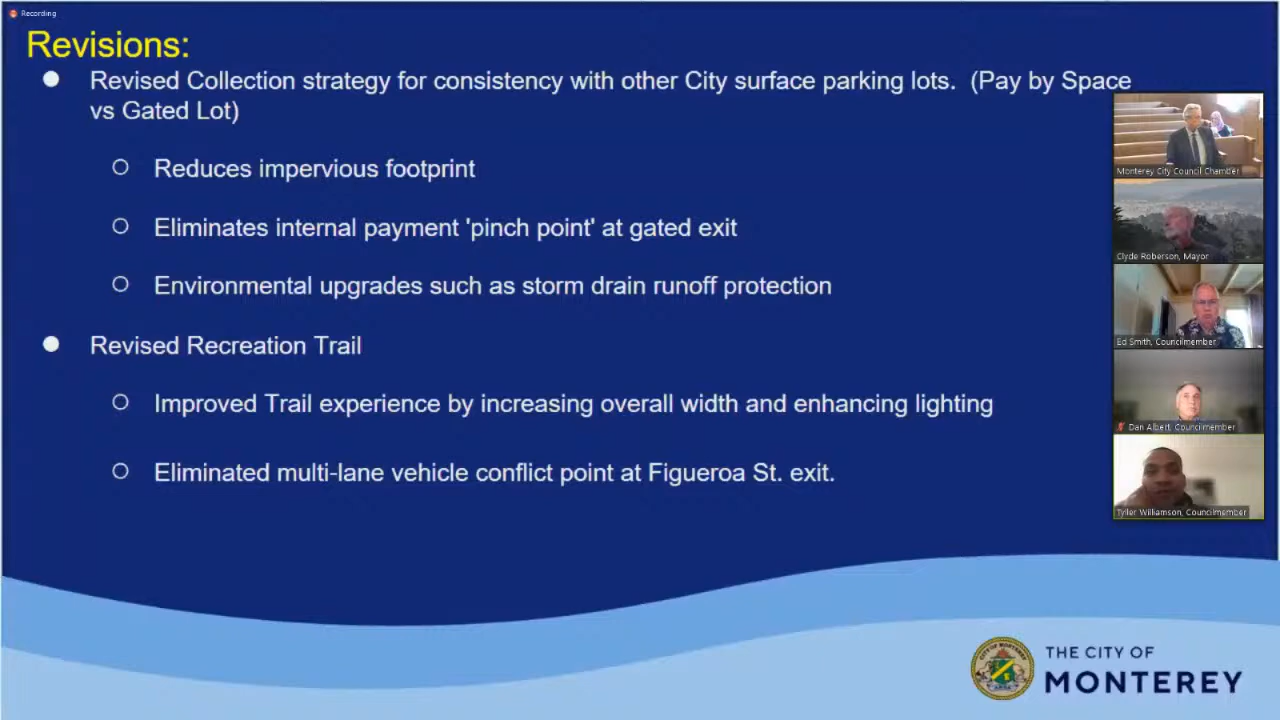 Recording
Revisions:
Revised Collection strategy for consistency with other City surface parking lots. (Pay by Space
vs Gated Lot)
Reduces impervious footprint
Eliminates internal payment 'pinch point' at gated exit
Environmental upgrades such as storm drain runoff protection
Revised Recreation Trail
Improved Trail experience by increasing overall width and enhancing lighting
Eliminated multi-lane vehicle conflict point at Figueroa St. exit.
Monterey City Council Chamber
Clyde Roberson, Mayor
Ed Smith, Councilmember
Dan Albert, Councilmember
Tyller Williamson, Councilmember
THE CITY OF
MONTEREY